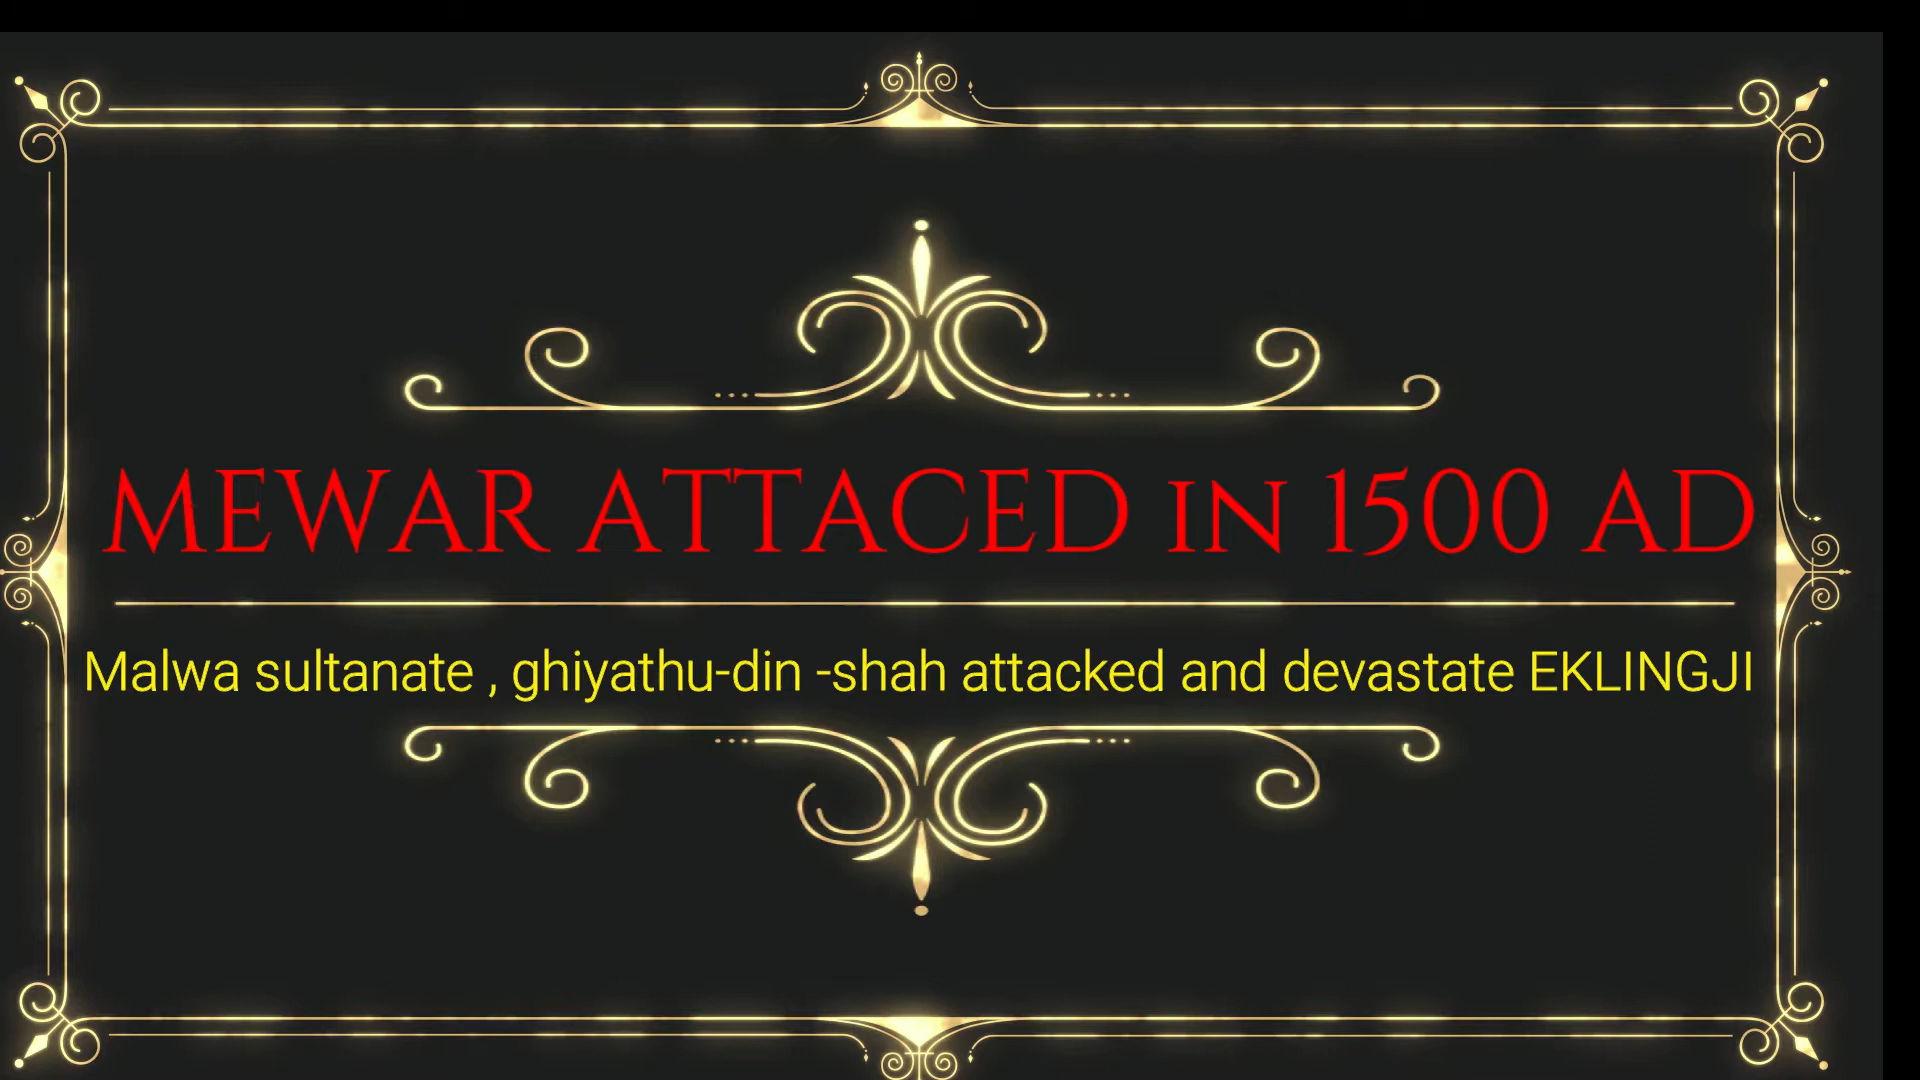 MEWAR ATTACED IN 1500 AD
Malwa sultanate , ghiyathu-din -shah attacked and devastate EKLINGJI